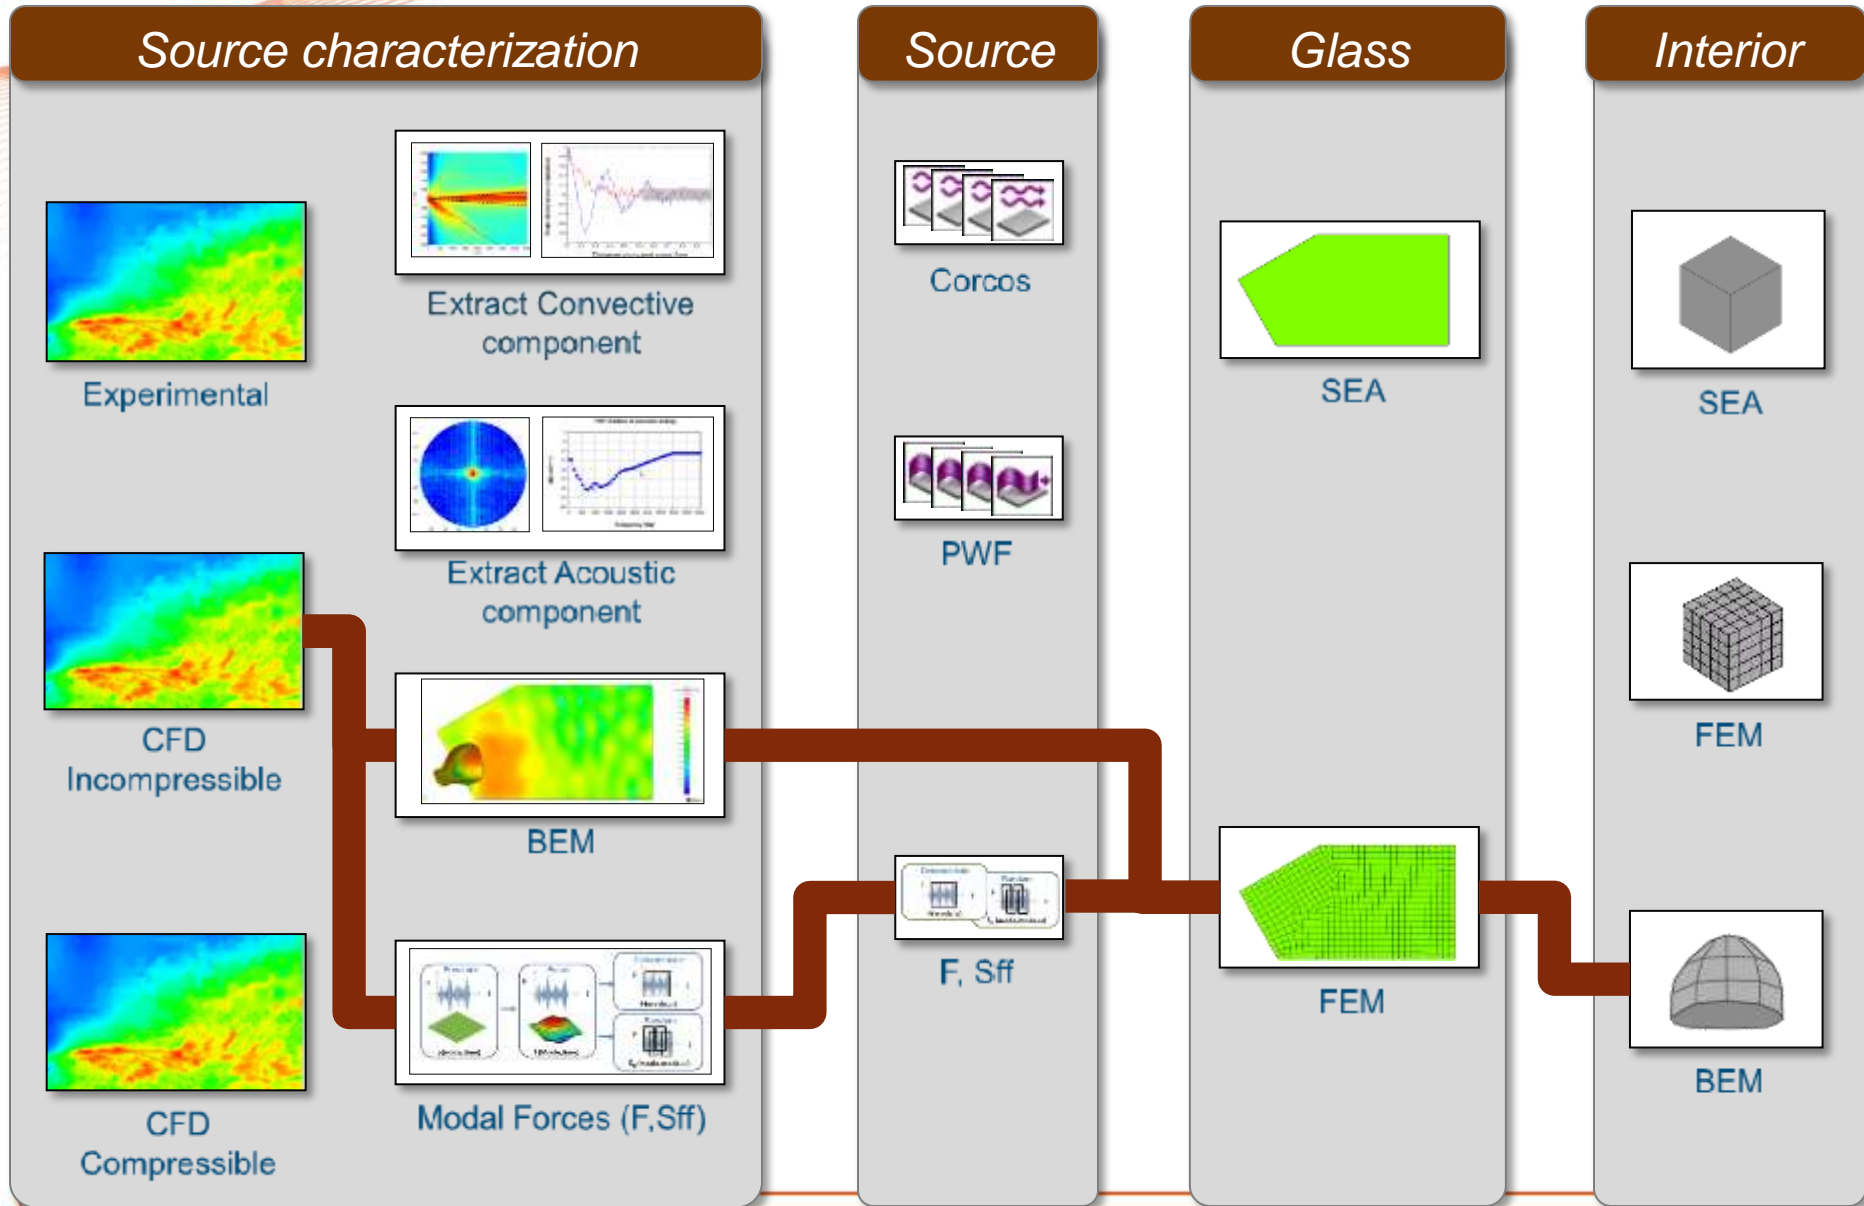 Source characterization
Source
Glass
Interior
Experimental
CFD
Incompressible
CFD
Compressible
Extract Convective
component
Extract Acoustic
component
BEM
Modal Forces (F,Sff)
Corcos
PWF
F, Sff
SEA
FEM
SEA
FEM
BEM